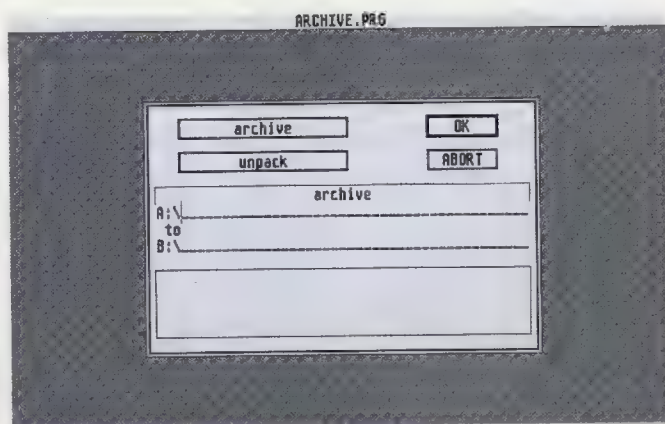 ARCHIVE.PRG
archive OK
unpack ABORT
archive
A:\
to
B:\